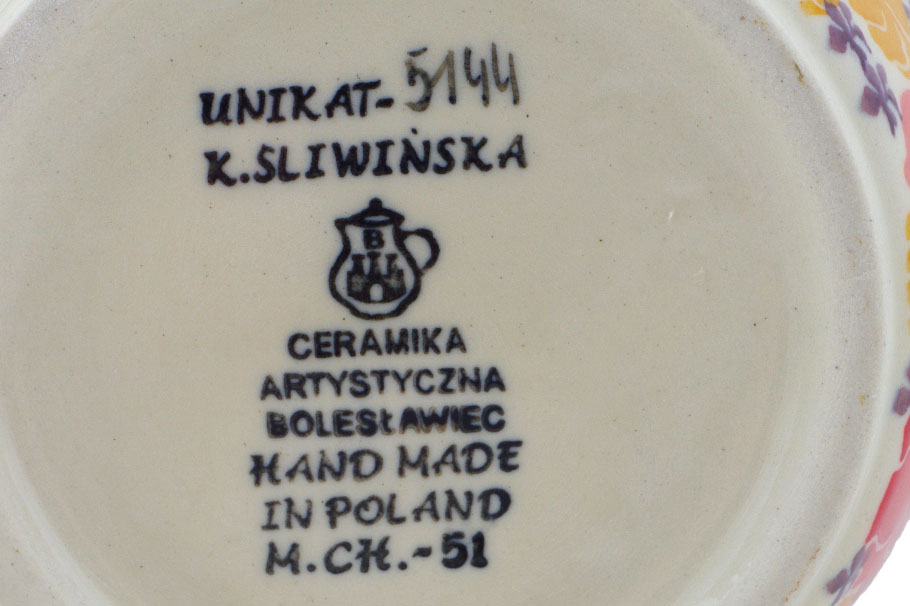 UNIKAT-5144
K.SLIWIŃSKA
B
CERAMIKA
ARTYSTYCZNA
BOLESŁAWIEC
HAND MADE
IN POLAND
M.CH.-51